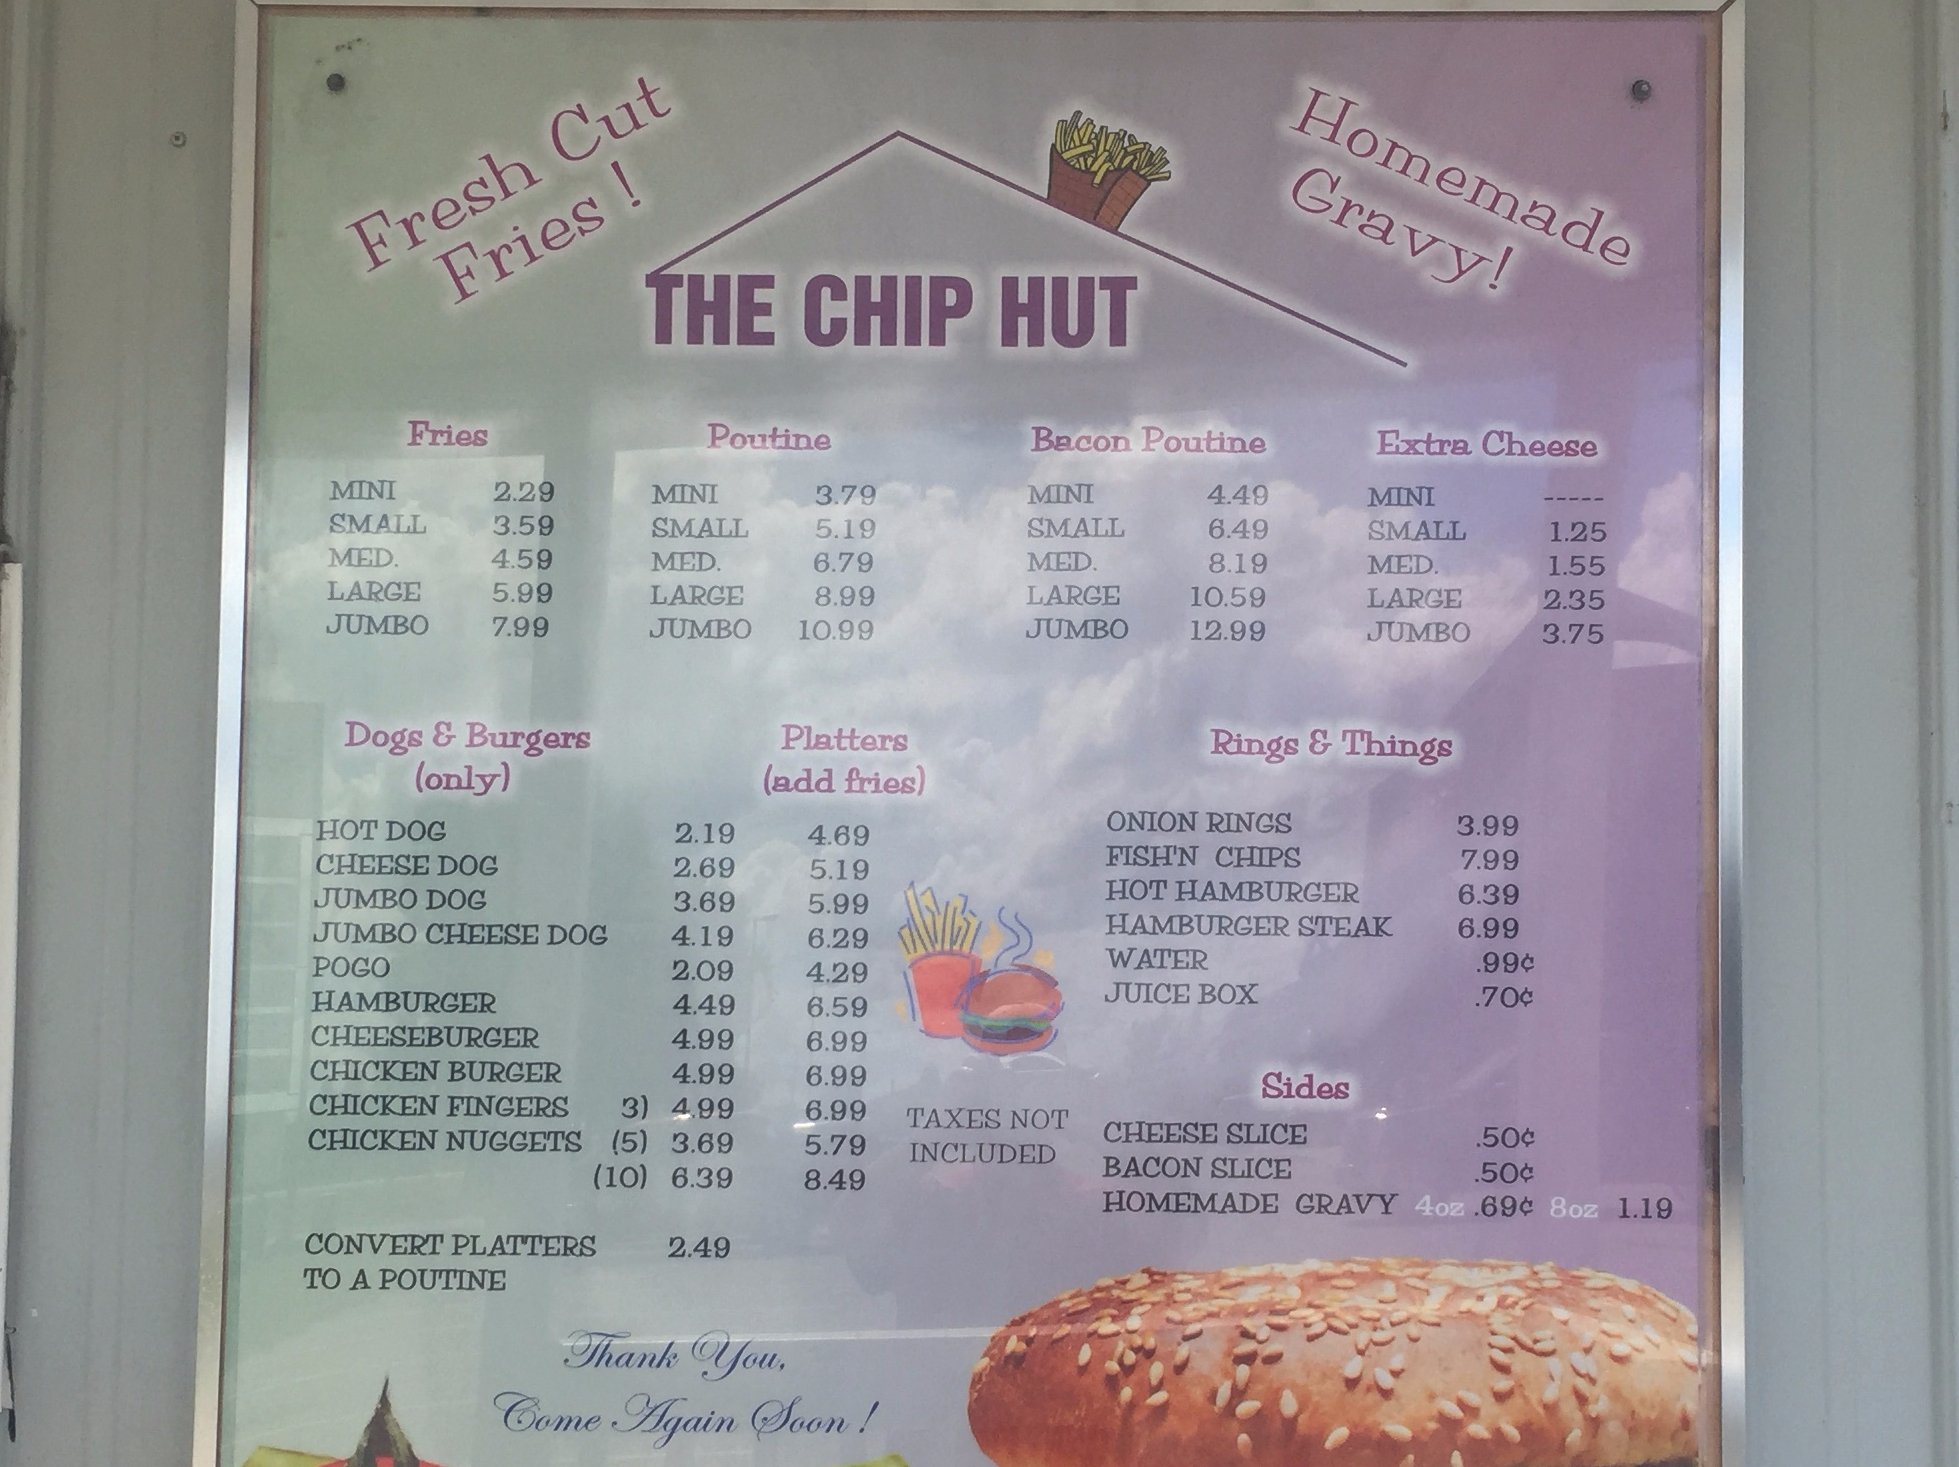 Fresh Cut
Fries !
Homemade
Gravy!
THE CHIP HUT
Fries
MINI 2.29
SMALL 3.59
MED. 4.59
LARGE 5.99
JUMBO 7.99
Poutine
MINI 3.79
SMALL 5.19
MED. 6.79
LARGE 8.99
JUMBO 10.99
Bacon Poutine
MINI 4.49
SMALL 6.49
MED. 8.19
LARGE 10.59
JUMBO 12.99
Extra Cheese
MINI -----
SMALL 1.25
MED. 1.55
LARGE 2.35
JUMBO 3.75
Dogs & Burgers Platters
(only) (add fries)
HOT DOG 2.19 4.69
CHEESE DOG 2.69 5.19
JUMBO DOG 3.69 5.99
JUMBO CHEESE DOG 4.19 6.29
POGO 2.09 4.29
HAMBURGER 4.49 6.59
CHEESEBURGER 4.99 6.99
CHICKEN BURGER 4.99 6.99
CHICKEN FINGERS 3) 4.99 6.99
CHICKEN NUGGETS (5) 3.69 5.79
(10) 6.39 8.49
CONVERT PLATTERS 2.49
TO A POUTINE
TAXES NOT
INCLUDED
Rings & Things
ONION RINGS 3.99
FISH'N CHIPS 7.99
HOT HAMBURGER 6.39
HAMBURGER STEAK 6.99
WATER .99¢
JUICE BOX .70¢
Sides
CHEESE SLICE .50¢
BACON SLICE .50¢
HOMEMADE GRAVY 4oz .69¢ 8oz 1.19
Thank You,
Come Again Soon !